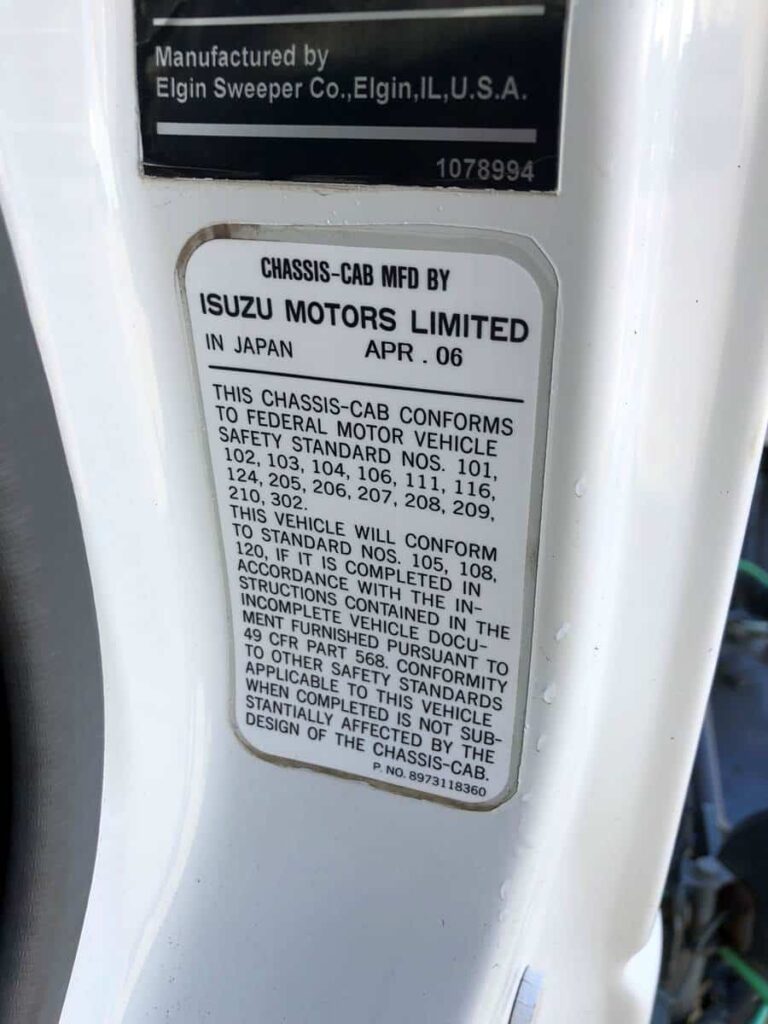 Manufactured by
Elgin Sweeper Co.,Elgin,IL,U.S.A.
1078994
CHASSIS-CAB MFD BY
ISUZU MOTORS LIMITED
IN JAPAN APR . 06
THIS CHASSIS-CAB CONFORMS
TO FEDERAL MOTOR VEHICLE
SAFETY STANDARD NOS. 101,
102, 103, 104, 106, 111, 116,
124, 205, 206, 207, 208, 209,
210, 302.
THIS VEHICLE WILL CONFORM
TO STANDARD NOS. 105, 108,
120, IF IT IS COMPLETED IN
ACCORDANCE WITH THE IN-
STRUCTIONS CONTAINED IN THE
INCOMPLETE VEHICLE DOCU-
MENT FURNISHED PURSUANT TO
49 CFR PART 568. CONFORMITY
TO OTHER SAFETY STANDARDS
APPLICABLE TO THIS VEHICLE
WHEN COMPLETED IS NOT SUB-
STANTIALLY AFFECTED BY THE
DESIGN OF THE CHASSIS-CAB.
P. NO. 8973118360